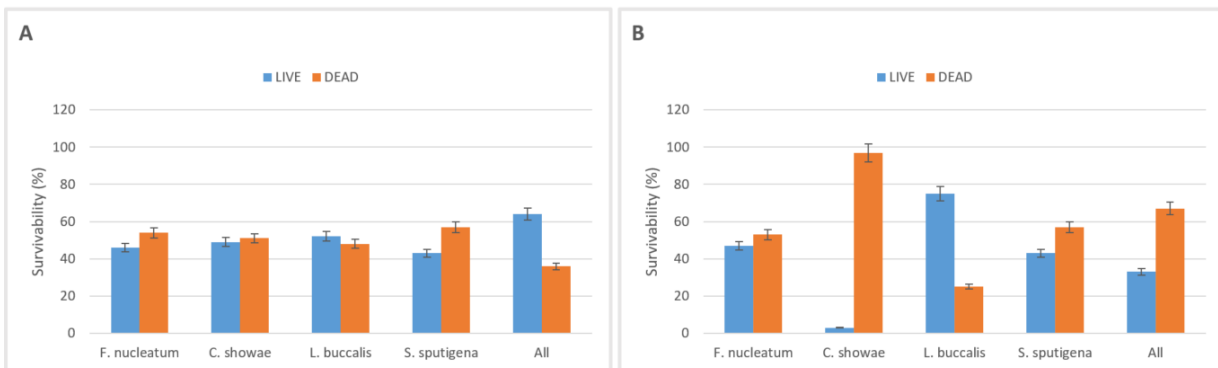 A
LIVE DEAD
Survivability (%)
120
100
80
60
40
20
0
F. nucleatum C. showae L. buccalis S. sputigena All
B
LIVE DEAD
Survivability (%)
120
100
80
60
40
20
0
F. nucleatum C. showae L. buccalis S. sputigena All